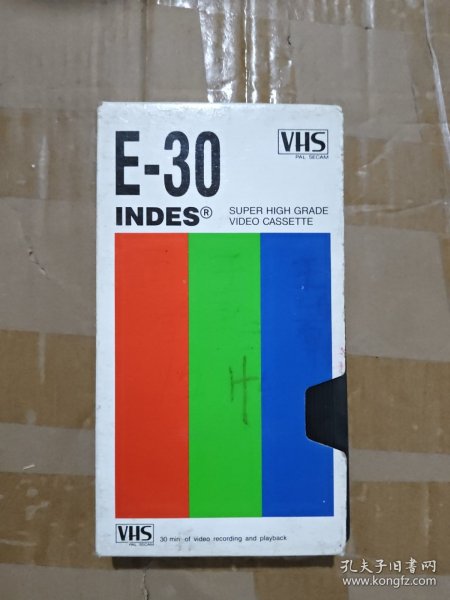 E-30
VHS
PAL SECAM
INDES®
SUPER HIGH GRADE
VIDEO CASSETTE
VHS
PAL SECAM
30 min of video recording and playback
孔夫子旧书网
www.kongfz.com